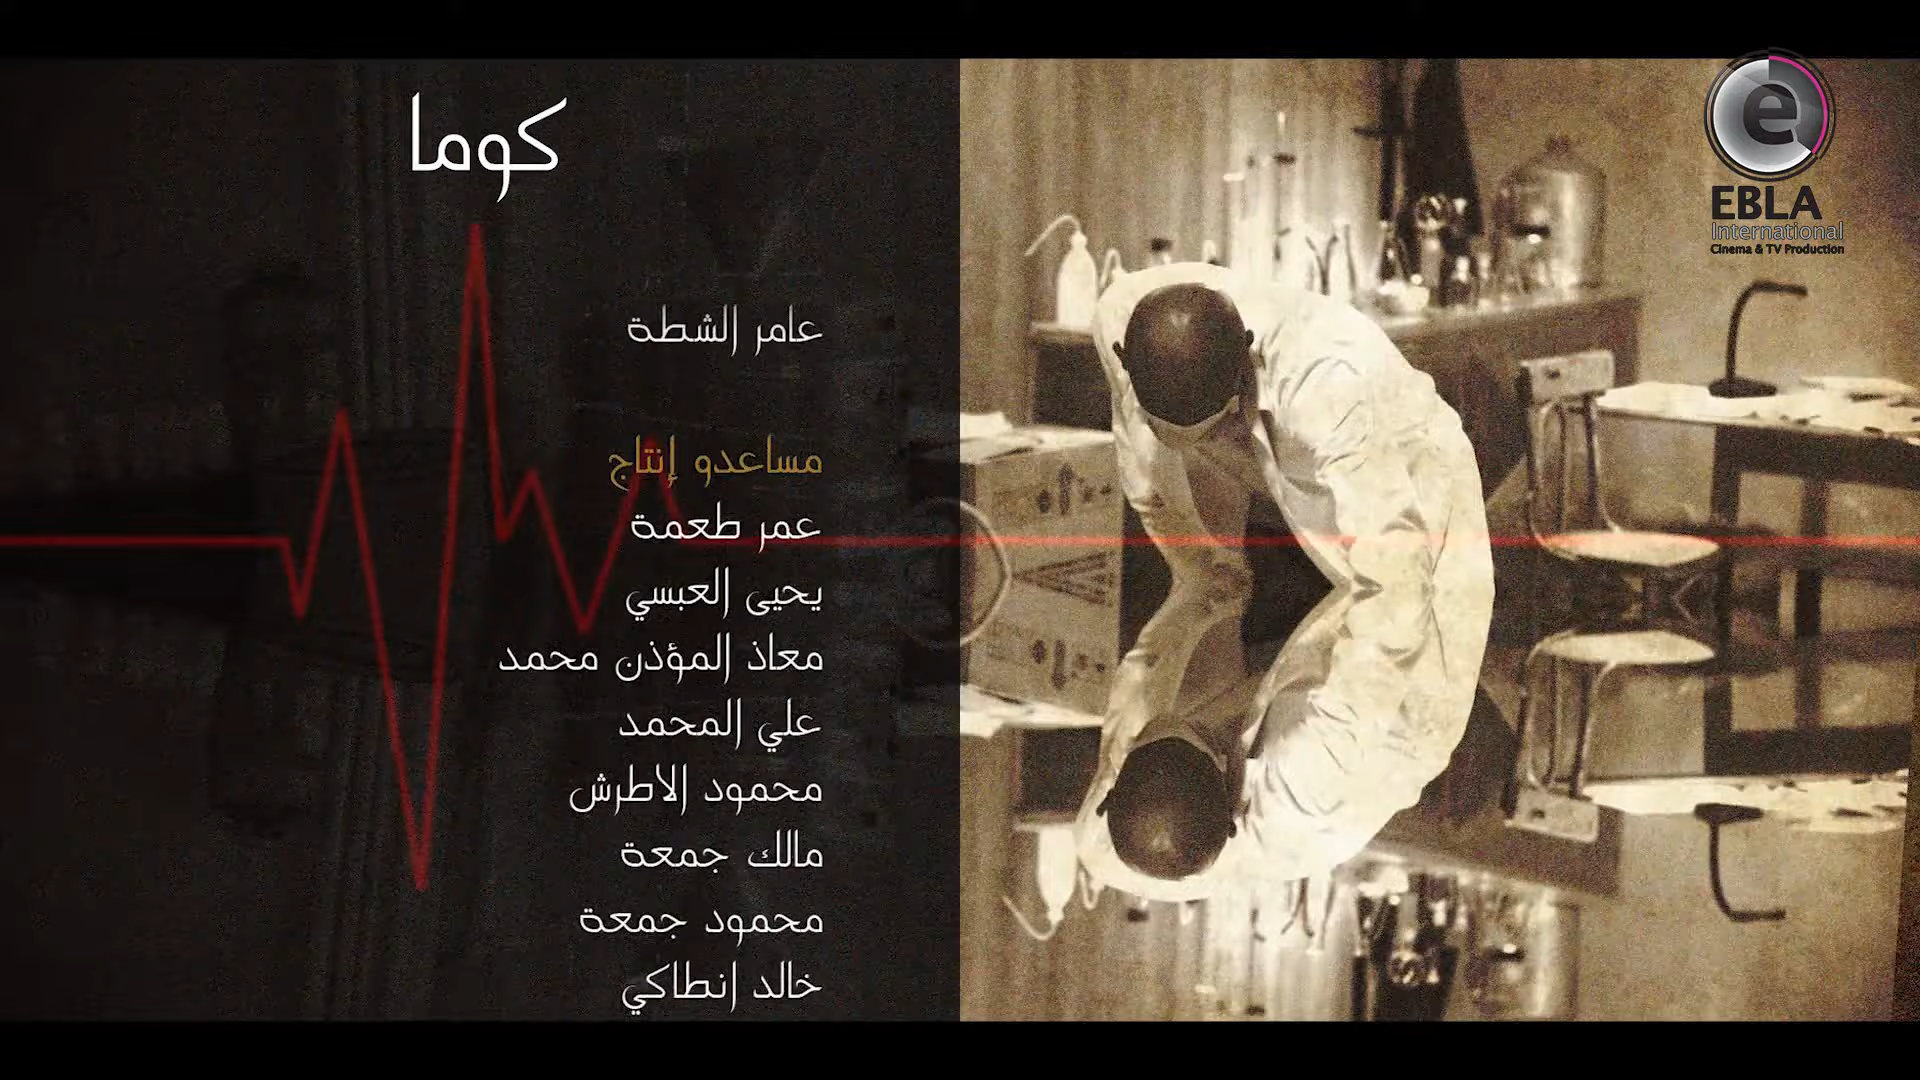 كوما
عامر الشطة
مساعدو إنتاج
عمر طعمة
يحيى العبسي
معاذ المؤذن محمد
علي المحمد
محمود الاطرش
مالك جمعة
محمود جمعة
خالد إنطاكي
e
EBLA
International
Cinema & TV Production